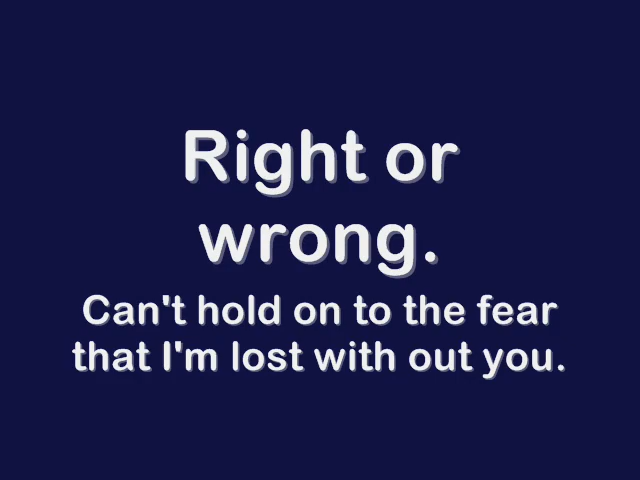 Right or
wrong.
Can't hold on to the fear
that I'm lost with out you.